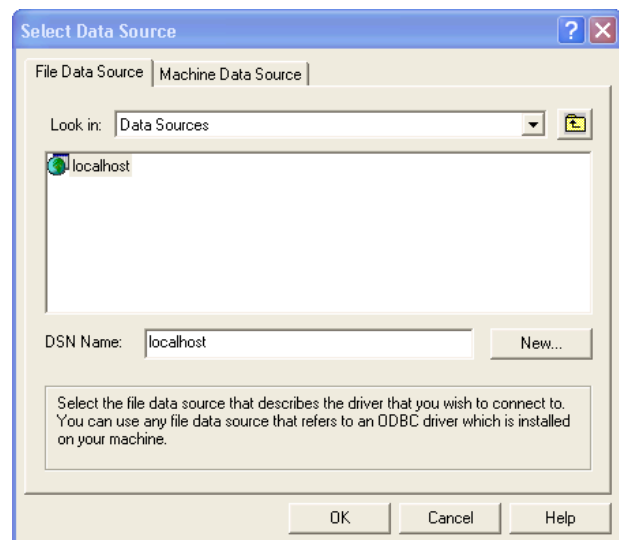 Select Data Source
File Data Source Machine Data Source
Look in: Data Sources
localhost
DSN Name: localhost New...
Select the file data source that describes the driver that you wish to connect to.
You can use any file data source that refers to an ODBC driver which is installed
on your machine.
OK Cancel Help